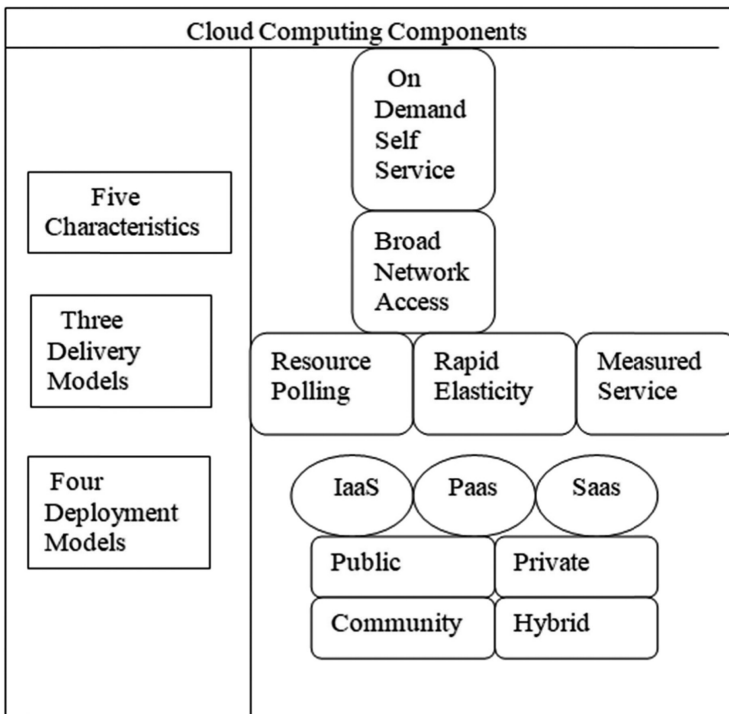 Cloud Computing Components
Five
Characteristics
Three
Delivery
Models
Four
Deployment
Models
On
Demand
Self
Service
Broad
Network
Access
Resource
Polling
Rapid
Elasticity
Measured
Service
IaaS
Paas
Saas
Public
Private
Community
Hybrid